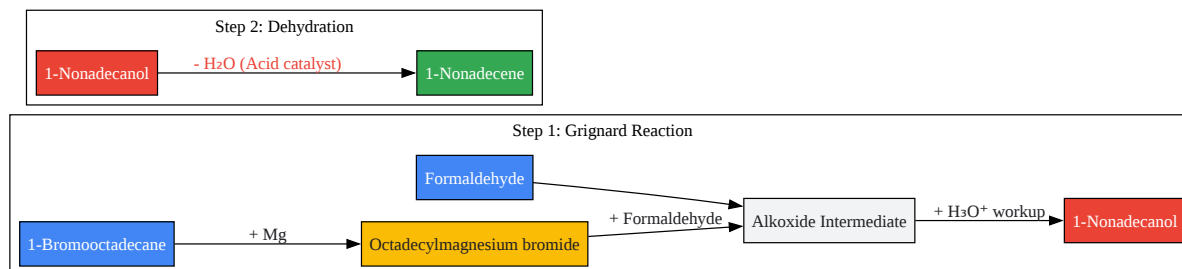 Step 2: Dehydration
1-Nonadecanol
- H₂O (Acid catalyst)
1-Nonadecene
Step 1: Grignard Reaction
Formaldehyde
1-Bromooctadecane
+ Mg
Octadecylmagnesium bromide
+ Formaldehyde
Alkoxide Intermediate
+ H₃O⁺ workup
1-Nonadecanol